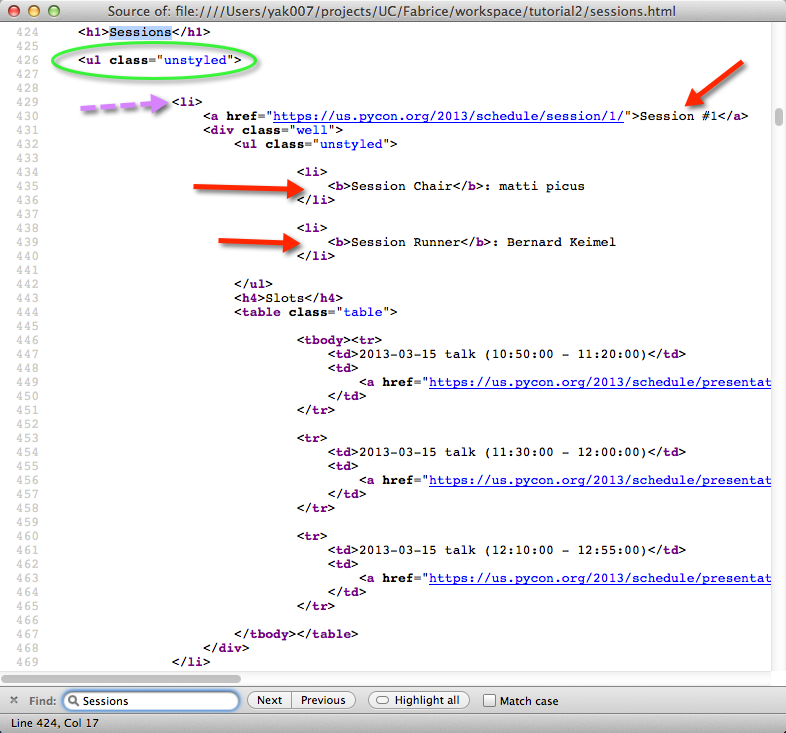 Source of: file:////Users/yak007/projects/UC/Fabrice/workspace/tutorial2/sessions.html
424 <h1>Sessions</h1>
425
426 <ul class="unstyled">
427
428
429 <li>
430 <a href="https://us.pycon.org/2013/schedule/session/1/">Session #1</a>
431 <div class="well">
432 <ul class="unstyled">
433
434 <li>
435 <b>Session Chair</b>: matti picus
436 </li>
437
438 <li>
439 <b>Session Runner</b>: Bernard Keimel
440 </li>
441
442 </ul>
443 <h4>Slots</h4>
444 <table class="table">
445
446 <tbody><tr>
447 <td>2013-03-15 talk (10:50:00 - 11:20:00)</td>
448 <td>
449 <a href="https://us.pycon.org/2013/schedule/presentat
450 </td>
451 </tr>
452
453 <tr>
454 <td>2013-03-15 talk (11:30:00 - 12:00:00)</td>
455 <td>
456 <a href="https://us.pycon.org/2013/schedule/presentat
457 </td>
458 </tr>
459
460 <tr>
461 <td>2013-03-15 talk (12:10:00 - 12:55:00)</td>
462 <td>
463 <a href="https://us.pycon.org/2013/schedule/presentat
464 </td>
465 </tr>
466
467 </tbody></table>
468 </div>
469 </li>
Find: Sessions Next Previous Highlight all Match case
Line 424, Col 17